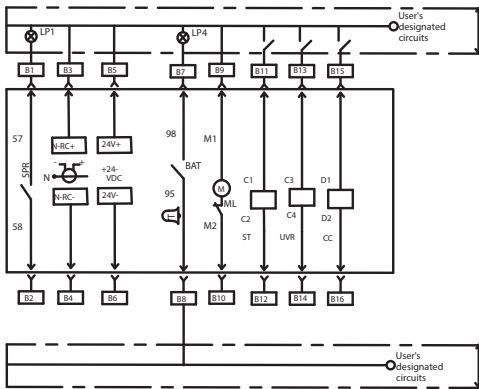 LP1
LP4
User's
designated
circuits
B1
B3
B5
B7
B9
B11
B13
B15
57
SPR
58
N-RC+
-
+
N
N-RC-
24V+
+24-
VDC
24V-
98
BAT
95
M1
M
ML
M2
C1
C2
ST
C3
C4
UVR
D1
D2
CC
B2
B4
B6
B8
B10
B12
B14
B16
User's
designated
circuits